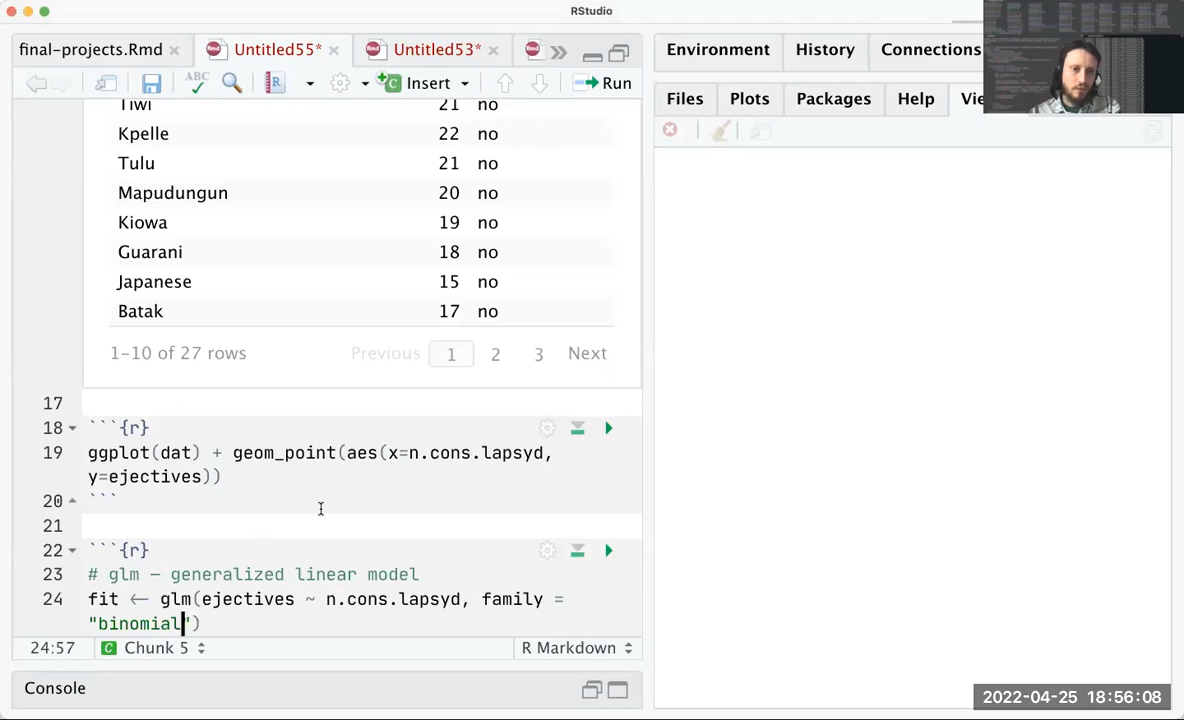 RStudio
final-projects.Rmd
Untitled55*
Untitled53*
Environment
History
Connections
ABC
Insert
Run
Files
Plots
Packages
Help
Tiwi 21 no
Kpelle 22 no
Tulu 21 no
Mapudungun 20 no
Kiowa 19 no
Guarani 18 no
Japanese 15 no
Batak 17 no
1-10 of 27 rows
Previous 1 2 3 Next
17
18 ```{r}
19 ggplot(dat) + geom_point(aes(x=n.cons.lapsyd,
y=ejectives))
20 ```
21
22 ```{r}
23 # glm – generalized linear model
24 fit <- glm(ejectives ~ n.cons.lapsyd, family =
"binomial")
24:57
Chunk 5
R Markdown
Console
2022-04-25 18:56:08